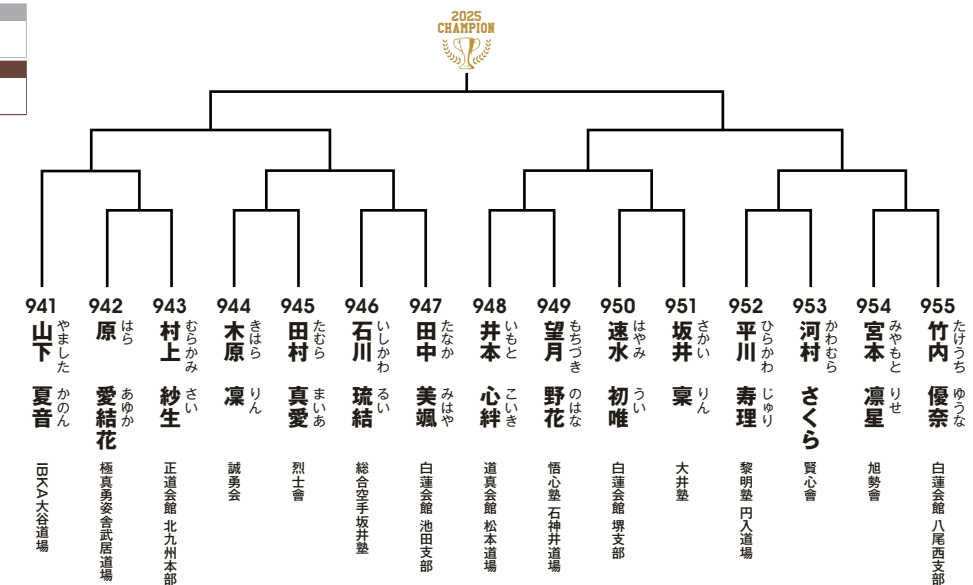 2025
CHAMPION
941
山下 夏音
やました かのん
IBKA大谷道場
942
原 愛結花
はら あゆか
極真勇姿舎武居道場
943
村上 紗生
むらかみ さい
正道会館 北九州本部
944
木原 凜
きはら りん
誠勇会
945
田村 真愛
たむら まいあ
烈士會
946
石川 琉結
いしかわ るい
総合空手坂井塾
947
田中 美颯
たなか みはや
白蓮会館 池田支部
948
井本 心絆
いもと こいき
道真会館 松本道場
949
望月 野花
もちづき のはな
悟心塾 石神井道場
950
速水 初唯
はやみ うい
白蓮会館 堺支部
951
坂井 稟
さかい りん
大井塾
952
平川 寿理
ひらかわ じゅり
黎明塾 円入道場
953
河村 さくら
かわむら
賢心會
954
宮本 凛星
みやもと りせ
旭勢會
955
竹内 優奈
たけうち ゆうな
白蓮会館 八尾西支部